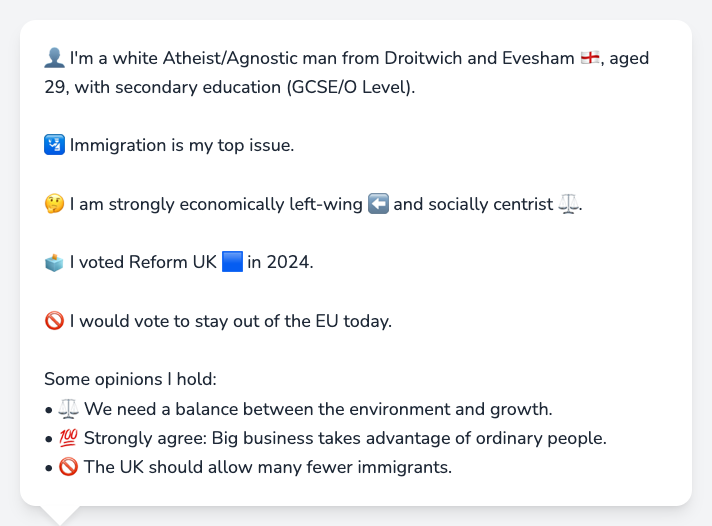 👤 I'm a white Atheist/Agnostic man from Droitwich and Evesham 🏴󠁧󠁢󠁥󠁮󠁧󠁿, aged
29, with secondary education (GCSE/O Level).
🛂 Immigration is my top issue.
🤔 I am strongly economically left-wing ⬅️ and socially centrist ⚖️.
🗳️ I voted Reform UK 🟦 in 2024.
🚫 I would vote to stay out of the EU today.
Some opinions I hold:
• ⚖️ We need a balance between the environment and growth.
• 💯 Strongly agree: Big business takes advantage of ordinary people.
• 🚫 The UK should allow many fewer immigrants.